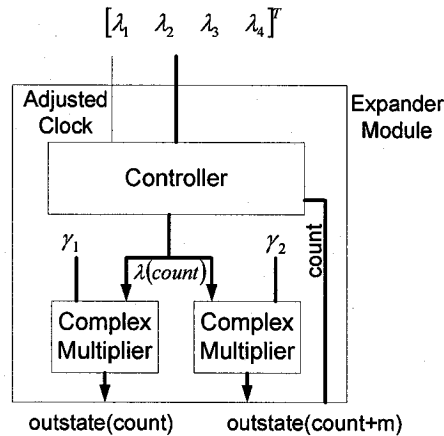 [λ₁ λ₂ λ₃ λ₄]ᵀ
Adjusted
Clock
Expander
Module
Controller
count
γ₁
γ₂
λ(count)
Complex
Multiplier
Complex
Multiplier
outstate(count)
outstate(count+m)